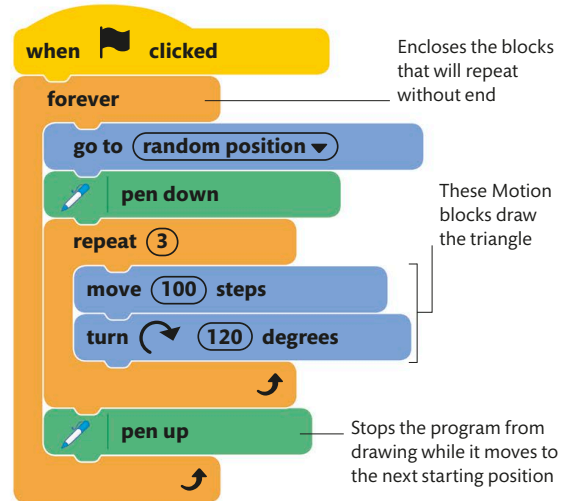 when clicked
Encloses the blocks
that will repeat
without end
forever
go to random position
pen down
These Motion
blocks draw
the triangle
repeat 3
move 100 steps
turn 120 degrees
pen up
Stops the program from
drawing while it moves to
the next starting position